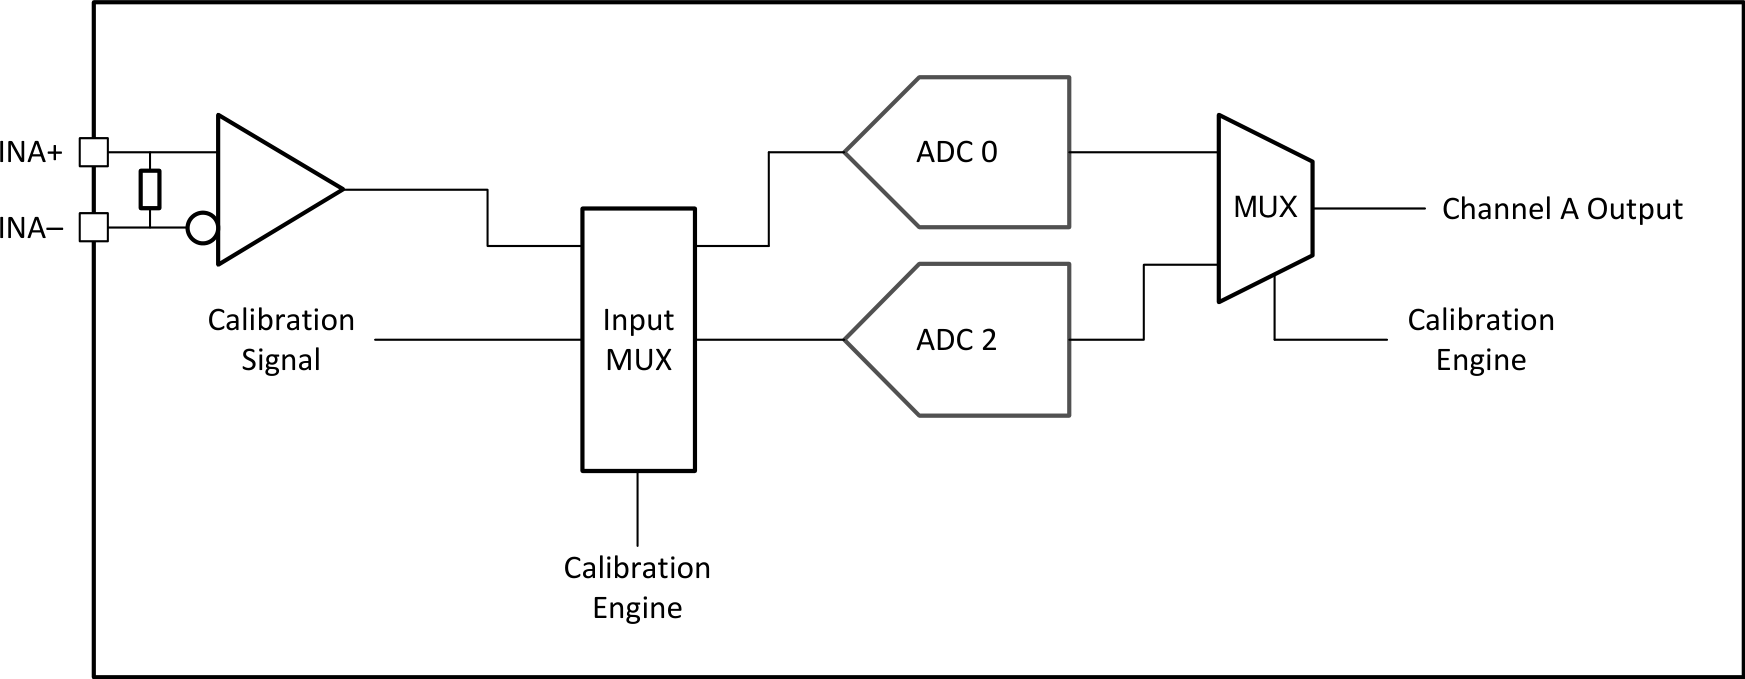 INA+
INA–
ADC 0
MUX
Channel A Output
Calibration
Signal
Input
MUX
ADC 2
Calibration
Engine
Calibration
Engine